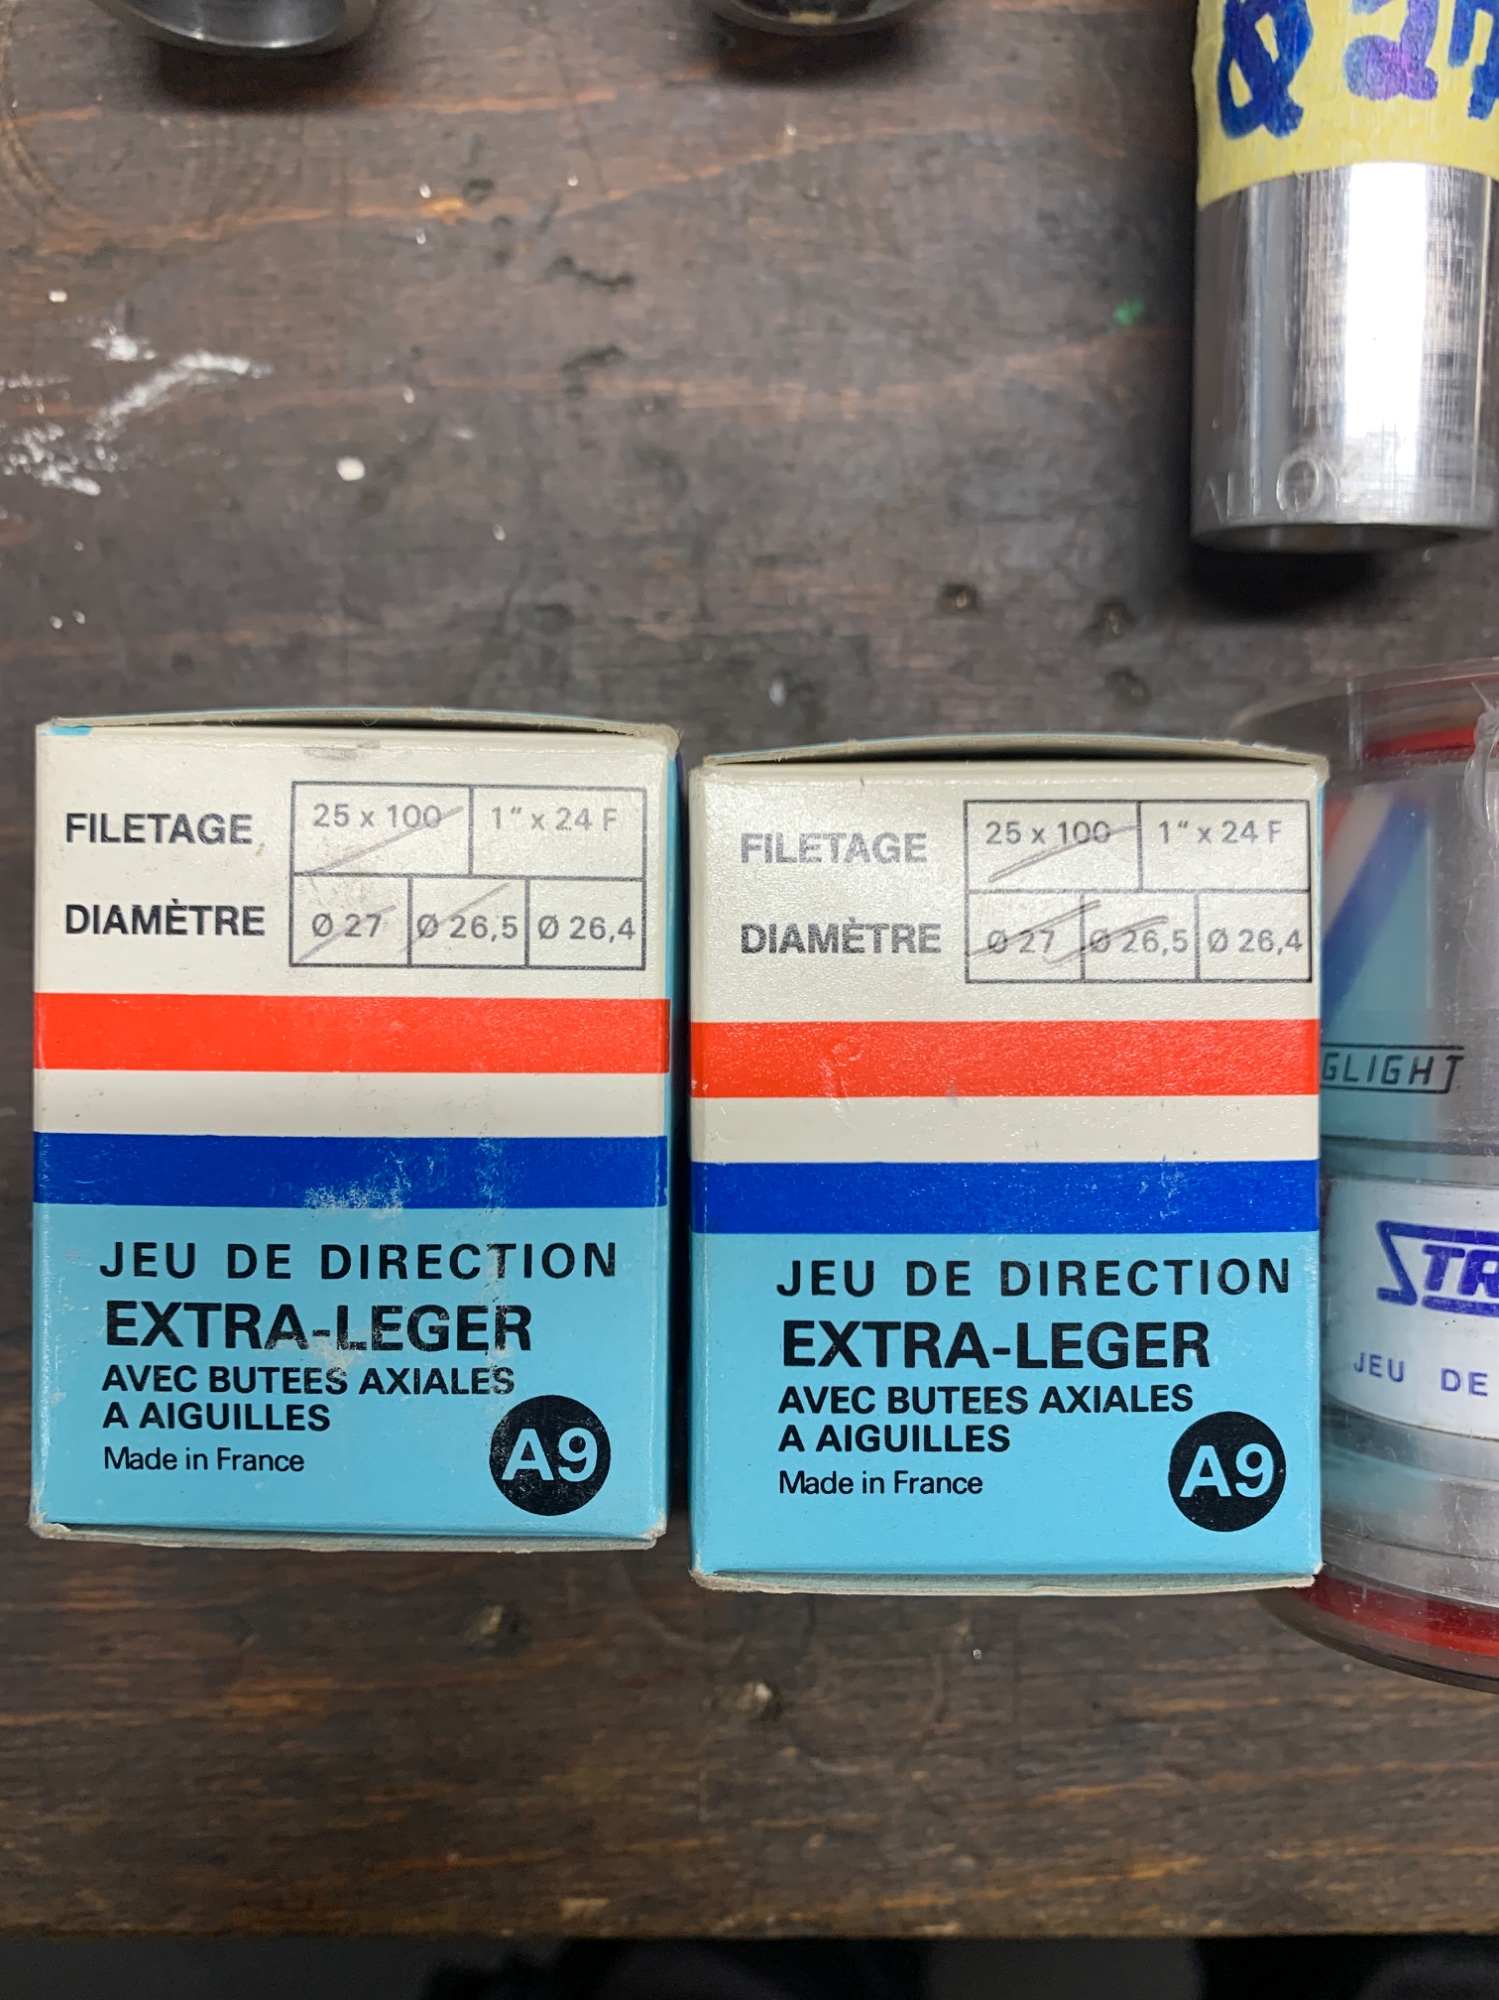 FILETAGE 25 x 100 1" x 24 F
DIAMÈTRE Ø 27 Ø 26,5 Ø 26,4
JEU DE DIRECTION
EXTRA-LEGER
AVEC BUTEES AXIALES
A AIGUILLES
Made in France
A9
FILETAGE 25 x 100 1" x 24 F
DIAMÈTRE Ø 27 Ø 26,5 Ø 26,4
JEU DE DIRECTION
EXTRA-LEGER
AVEC BUTEES AXIALES
A AIGUILLES
Made in France
A9
ALLOY
GLIGHT
STR
JEU DE